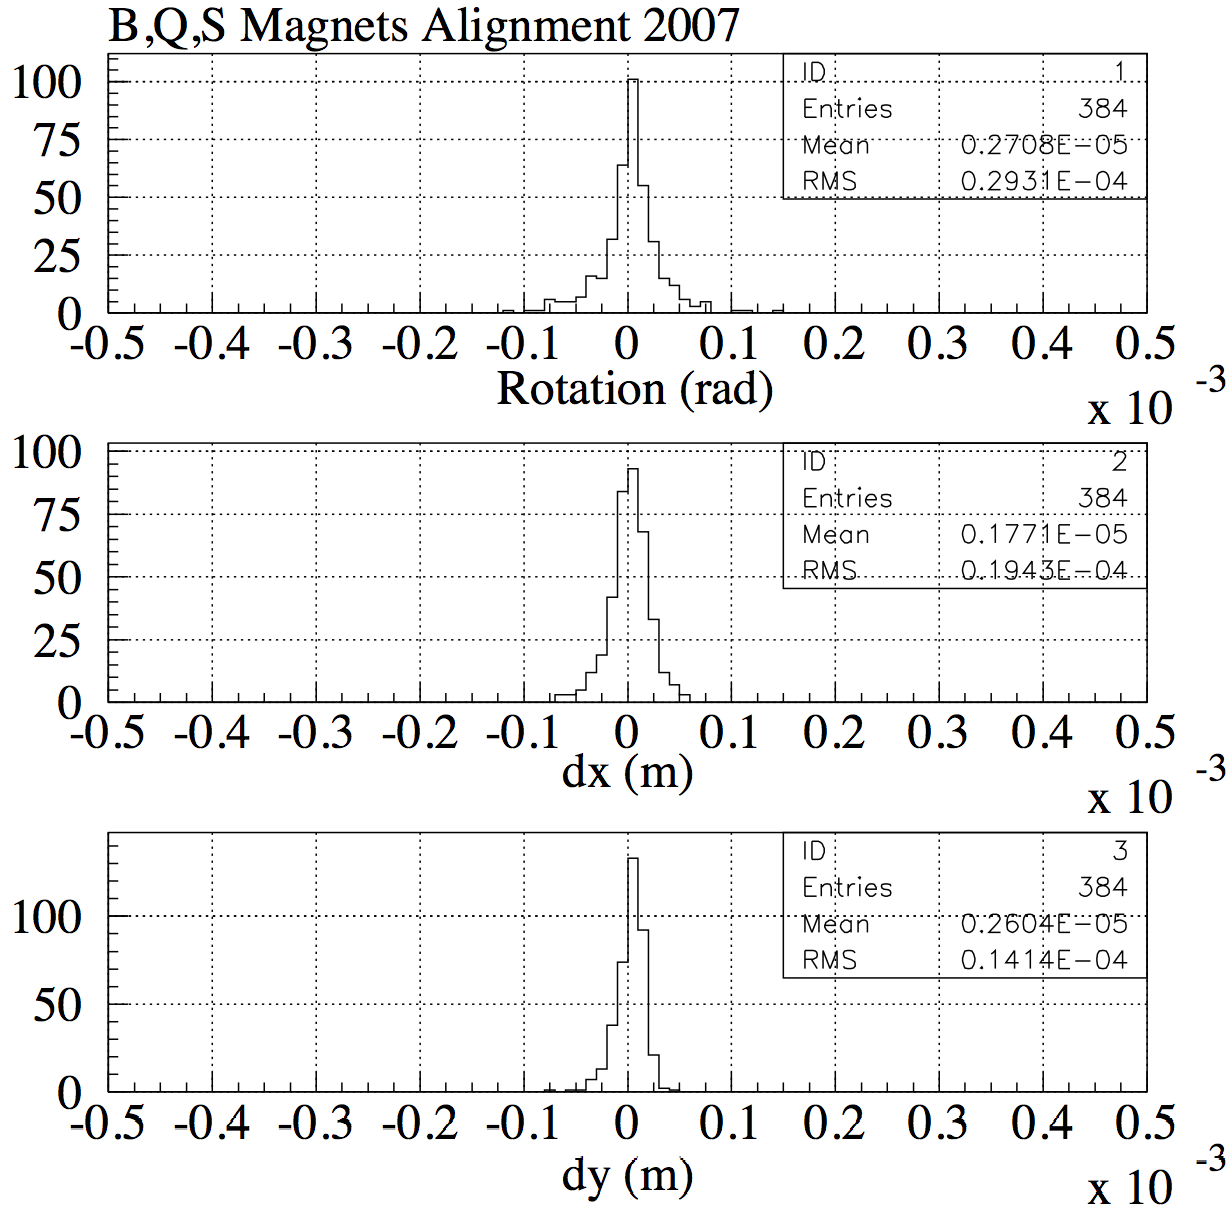 B,Q,S Magnets Alignment 2007
ID 1
Entries 384
Mean 0.2708E-05
RMS 0.2931E-04
100
75
50
25
0
-0.5 -0.4 -0.3 -0.2 -0.1 0 0.1 0.2 0.3 0.4 0.5
Rotation (rad)
x 10 -3
ID 2
Entries 384
Mean 0.1771E-05
RMS 0.1943E-04
100
75
50
25
0
-0.5 -0.4 -0.3 -0.2 -0.1 0 0.1 0.2 0.3 0.4 0.5
dx (m)
x 10 -3
ID 3
Entries 384
Mean 0.2604E-05
RMS 0.1414E-04
100
50
0
-0.5 -0.4 -0.3 -0.2 -0.1 0 0.1 0.2 0.3 0.4 0.5
dy (m)
x 10 -3